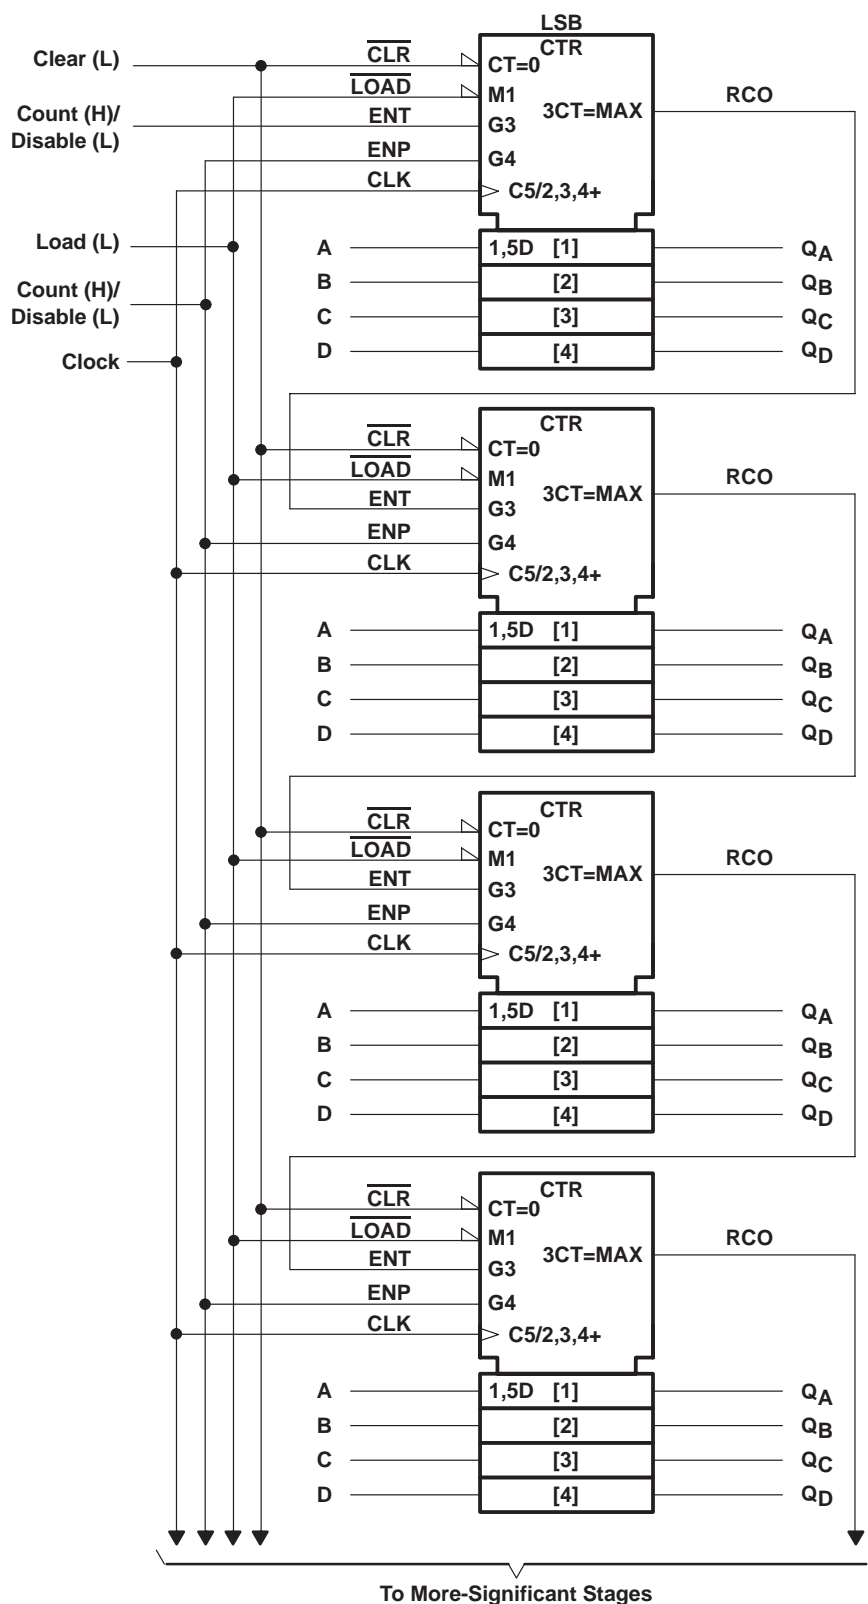 LSB
CTR
Clear (L)
CLR
CT=0
LOAD
M1
RCO
Count (H)/
Disable (L)
ENT
G3
3CT=MAX
ENP
G4
CLK
C5/2,3,4+
Load (L)
A
1,5D [1]
QA
Count (H)/
Disable (L)
B
[2]
QB
C
[3]
QC
D
[4]
QD
Clock
CTR
CLR
CT=0
LOAD
M1
RCO
ENT
G3
3CT=MAX
ENP
G4
CLK
C5/2,3,4+
A
1,5D [1]
QA
B
[2]
QB
C
[3]
QC
D
[4]
QD
CTR
CLR
CT=0
LOAD
M1
RCO
ENT
G3
3CT=MAX
ENP
G4
CLK
C5/2,3,4+
A
1,5D [1]
QA
B
[2]
QB
C
[3]
QC
D
[4]
QD
CTR
CLR
CT=0
LOAD
M1
RCO
ENT
G3
3CT=MAX
ENP
G4
CLK
C5/2,3,4+
A
1,5D [1]
QA
B
[2]
QB
C
[3]
QC
D
[4]
QD
To More-Significant Stages